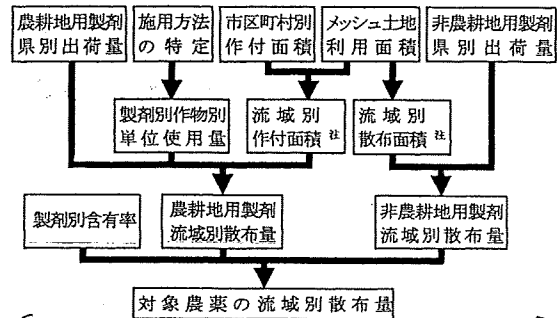 農耕地用製剤
県別出荷量
施用方法
の特定
市区町村別
作付面積
メッシュ土地
利用面積
非農耕地用製剤
県別出荷量
製剤別作物別
単位使用量
流域別
作付面積 注
流域別
散布面積 注
製剤別含有率
農耕地用製剤
流域別散布量
非農耕地用製剤
流域別散布量
対象農薬の流域別散布量